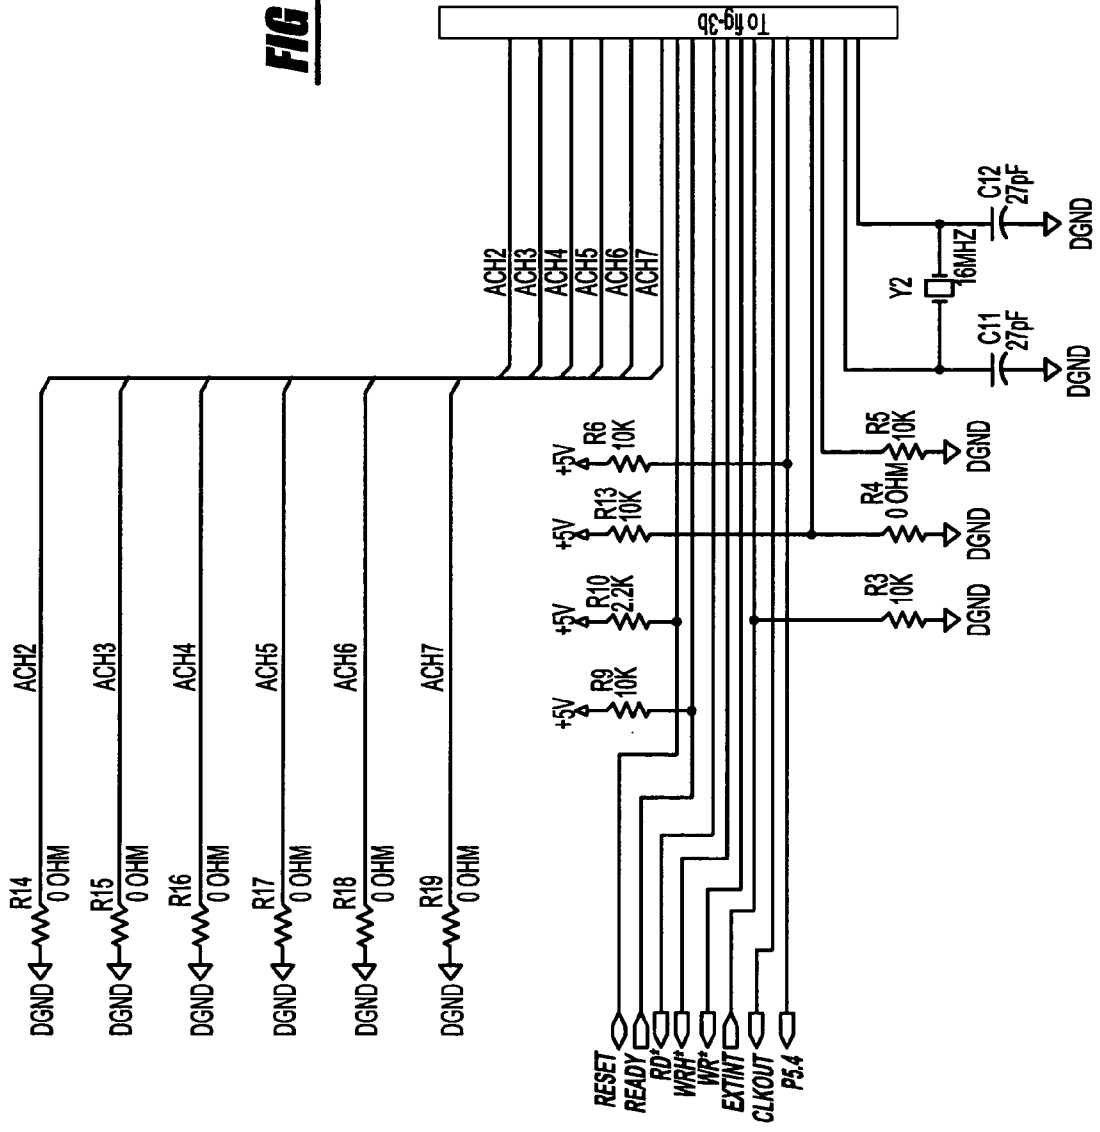 FIG
To fig-3b
ACH2
ACH3
ACH4
ACH5
ACH6
ACH7
ACH2
ACH3
ACH4
ACH5
ACH6
ACH7
R14
0 OHM
DGND
R15
0 OHM
DGND
R16
0 OHM
DGND
R17
0 OHM
DGND
R18
0 OHM
DGND
R19
0 OHM
DGND
+5V
R6
10K
+5V
R13
10K
+5V
R10
2.2K
+5V
R9
10K
R5
10K
DGND
R4
0 OHM
DGND
R3
10K
DGND
Y2
16MHZ
C12
27pF
DGND
C11
27pF
DGND
RESET
READY
RD*
WRH*
WR*
EXTINT
CLKOUT
P5.4